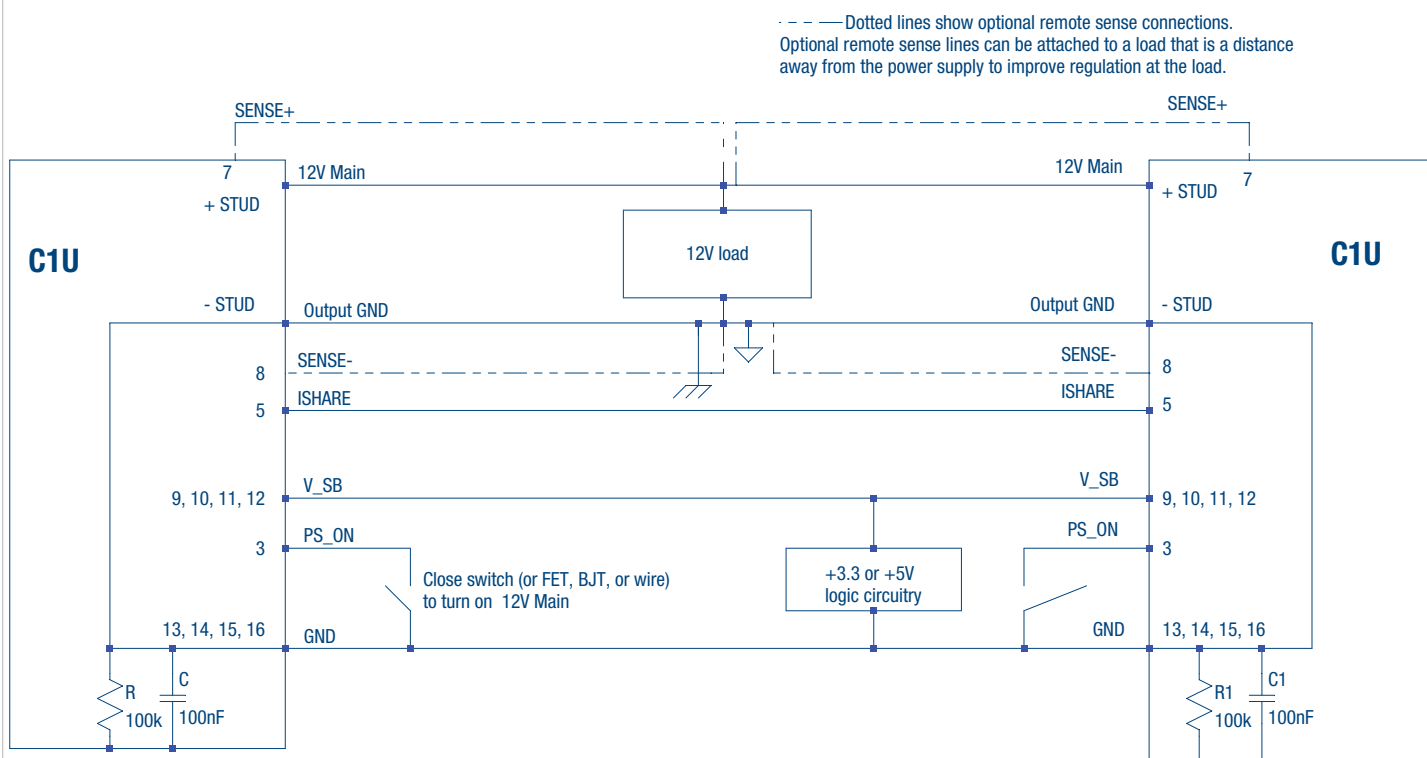 Dotted lines show optional remote sense connections.
Optional remote sense lines can be attached to a load that is a distance
away from the power supply to improve regulation at the load.
SENSE+
SENSE+
7
12V Main
12V Main
7
+ STUD
+ STUD
C1U
12V load
C1U
- STUD
Output GND
Output GND
- STUD
8
SENSE-
SENSE-
8
5
ISHARE
ISHARE
5
9, 10, 11, 12
V_SB
V_SB
9, 10, 11, 12
3
PS_ON
PS_ON
3
Close switch (or FET, BJT, or wire)
to turn on 12V Main
+3.3 or +5V
logic circuitry
13, 14, 15, 16
GND
GND
13, 14, 15, 16
R
100k
C
100nF
R1
100k
C1
100nF